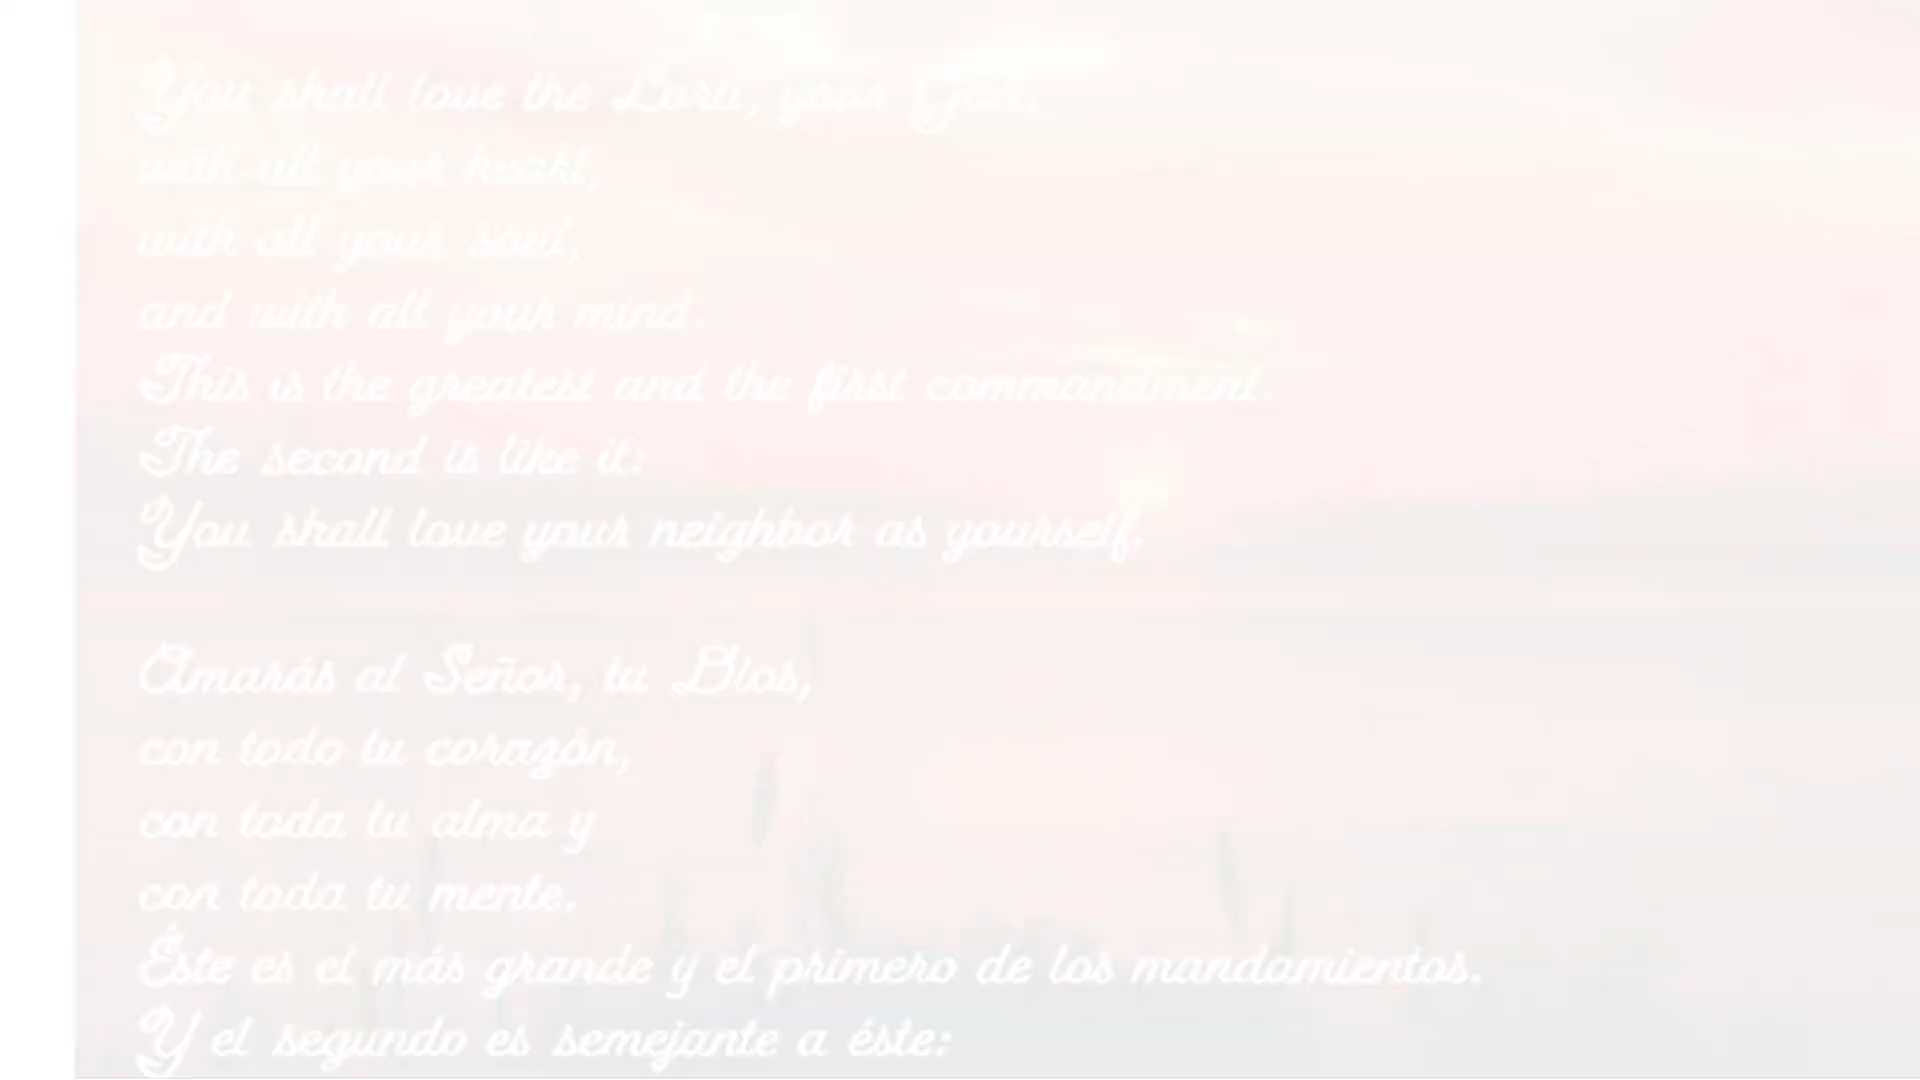 You shall love the Lord, your God,
with all your heart,
with all your soul,
and with all your mind.
This is the greatest and the first commandment.
The second is like it:
You shall love your neighbor as yourself.
Amarás al Señor, tu Dios,
con todo tu corazón,
con toda tu alma y
con toda tu mente.
Éste es el más grande y el primero de los mandamientos.
Y el segundo es semejante a éste: